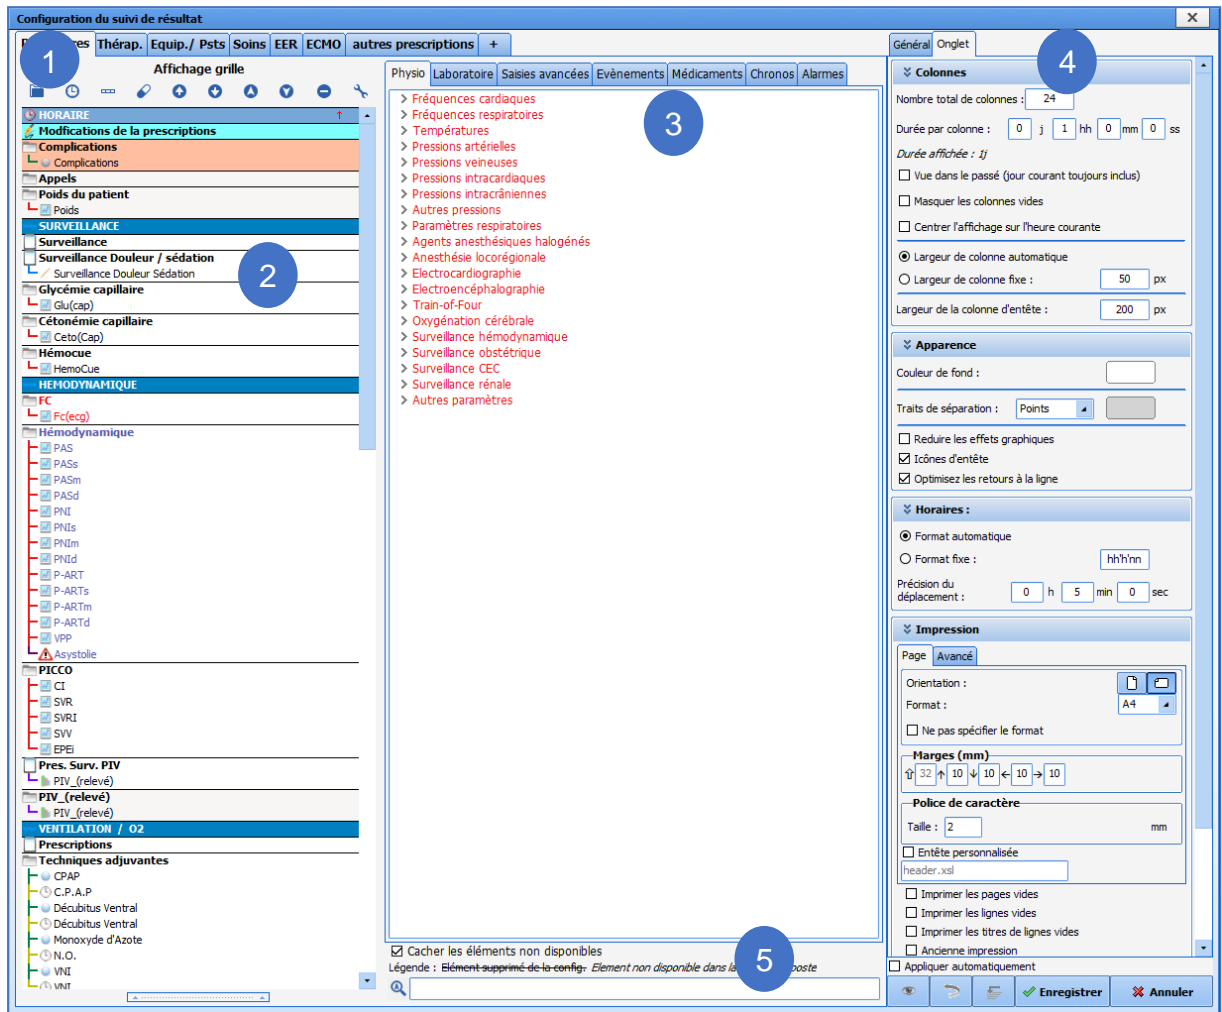 Configuration du suivi de résultat
1
res Thérap. Equip./ Psts Soins EER ECMO autres prescriptions +
Affichage grille
HORAIRE
Modfications de la prescriptions
Complications
Complications
Appels
Poids du patient
Poids
SURVEILLANCE
Surveillance
Surveillance Douleur / sédation
Surveillance Douleur Sédation
2
Glycémie capillaire
Glu(cap)
Cétonémie capillaire
Ceto(Cap)
Hémocue
HemoCue
HEMODYNAMIQUE
FC
Fc(ecg)
Hémodynamique
PAS
PASs
PASm
PASd
PNI
PNIs
PNIm
PNId
P-ART
P-ARTs
P-ARTm
P-ARTd
VPP
Asystolie
PICCO
CI
SVR
SVRI
SVV
EPEi
Pres. Surv. PIV
PIV_(relevé)
PIV_(relevé)
PIV_(relevé)
VENTILATION / O2
Prescriptions
Techniques adjuvantes
CPAP
C.P.A.P
Décubitus Ventral
Décubitus Ventral
Monoxyde d'Azote
N.O.
VNI
VNI
Physio Laboratoire Saisies avancées Evènements Médicaments Chronos Alarmes
3
Fréquences cardiaques
Fréquences respiratoires
Températures
Pressions artérielles
Pressions veineuses
Pressions intracardiaques
Pressions intracrâniennes
Autres pressions
Paramètres respiratoires
Agents anesthésiques halogénés
Anesthésie locorégionale
Electrocardiographie
Electroencéphalographie
Train-of-Four
Oxygénation cérébrale
Surveillance hémodynamique
Surveillance obstétrique
Surveillance CEC
Surveillance rénale
Autres paramètres
Cacher les éléments non disponibles
Légende : Elément supprimé de la config. Element non disponible dans la oste
5
Général Onglet
4
Colonnes
Nombre total de colonnes : 24
Durée par colonne : 0 j 1 hh 0 mm 0 ss
Durée affichée : 1j
Vue dans le passé (jour courant toujours inclus)
Masquer les colonnes vides
Centrer l'affichage sur l'heure courante
Largeur de colonne automatique
Largeur de colonne fixe : 50 px
Largeur de la colonne d'entête : 200 px
Apparence
Couleur de fond :
Traits de séparation : Points
Reduire les effets graphiques
Icônes d'entête
Optimisez les retours à la ligne
Horaires :
Format automatique
Format fixe : hh'h'nn
Précision du
déplacement : 0 h 5 min 0 sec
Impression
Page Avancé
Orientation :
Format : A4
Ne pas spécifier le format
Marges (mm)
32 10 10 10 10
Police de caractère
Taille : 2 mm
Entête personnalisée
header.xsl
Imprimer les pages vides
Imprimer les lignes vides
Imprimer les titres de lignes vides
Ancienne impression
Appliquer automatiquement
Enregistrer Annuler